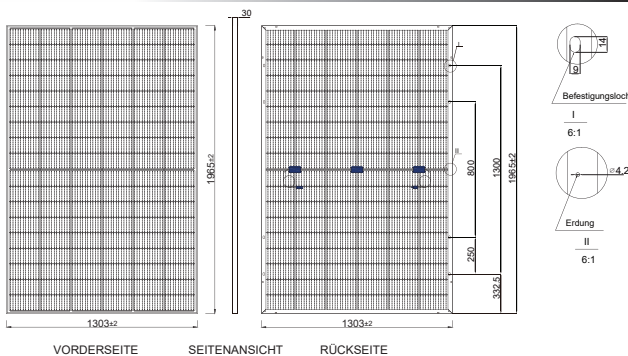 30
1965±2
1303±2
VORDERSEITE
SEITENANSICHT
I
II
800
250
1300
332.5
1965±2
1303±2
RÜCKSEITE
14
9
Befestigungsloch
I
6:1
⌀4,2
Erdung
II
6:1